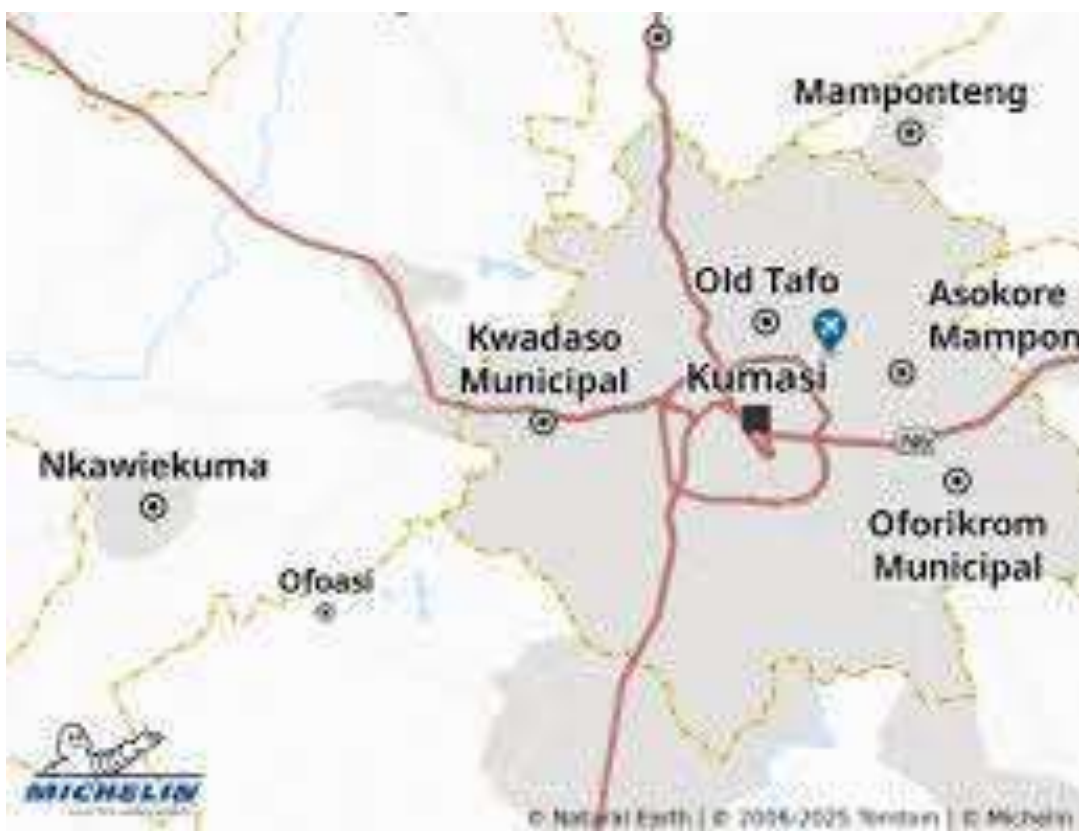 Mamponteng
Old Tafo
Asokore
Mampon
Kwadaso
Municipal
Kumasi
Nkawiekuma
Oforikrom
Municipal
Ofoasi
MICHELIN
© Natural Earth | © 2006-2025 TomTom | © Michelin